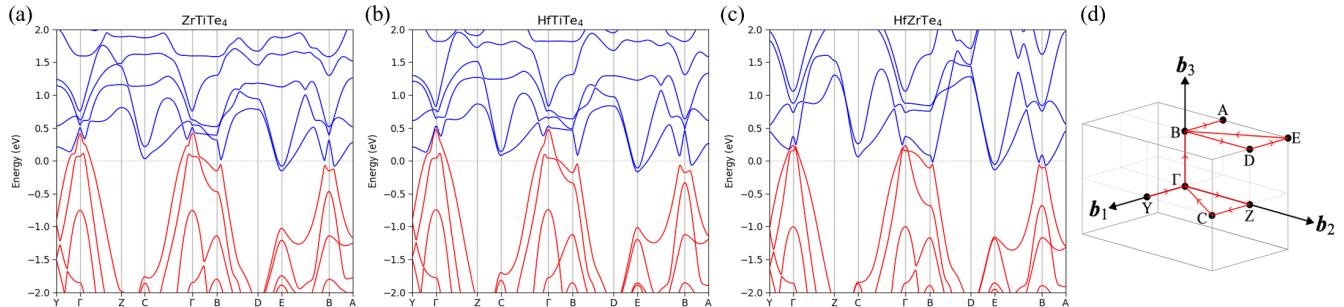 (a)
ZrTiTe₄
Energy (eV)
2.0
1.5
1.0
0.5
0.0
−0.5
−1.0
−1.5
−2.0
Y Γ Z C Γ B D E B A
(b)
HfTiTe₄
Energy (eV)
2.0
1.5
1.0
0.5
0.0
−0.5
−1.0
−1.5
−2.0
Y Γ Z C Γ B D E B A
(c)
HfZrTe₄
Energy (eV)
2.0
1.5
1.0
0.5
0.0
−0.5
−1.0
−1.5
−2.0
Y Γ Z C Γ B D E B A
(d)
b₃
A
B
E
D
Γ
b₁
Y
C
Z
b₂